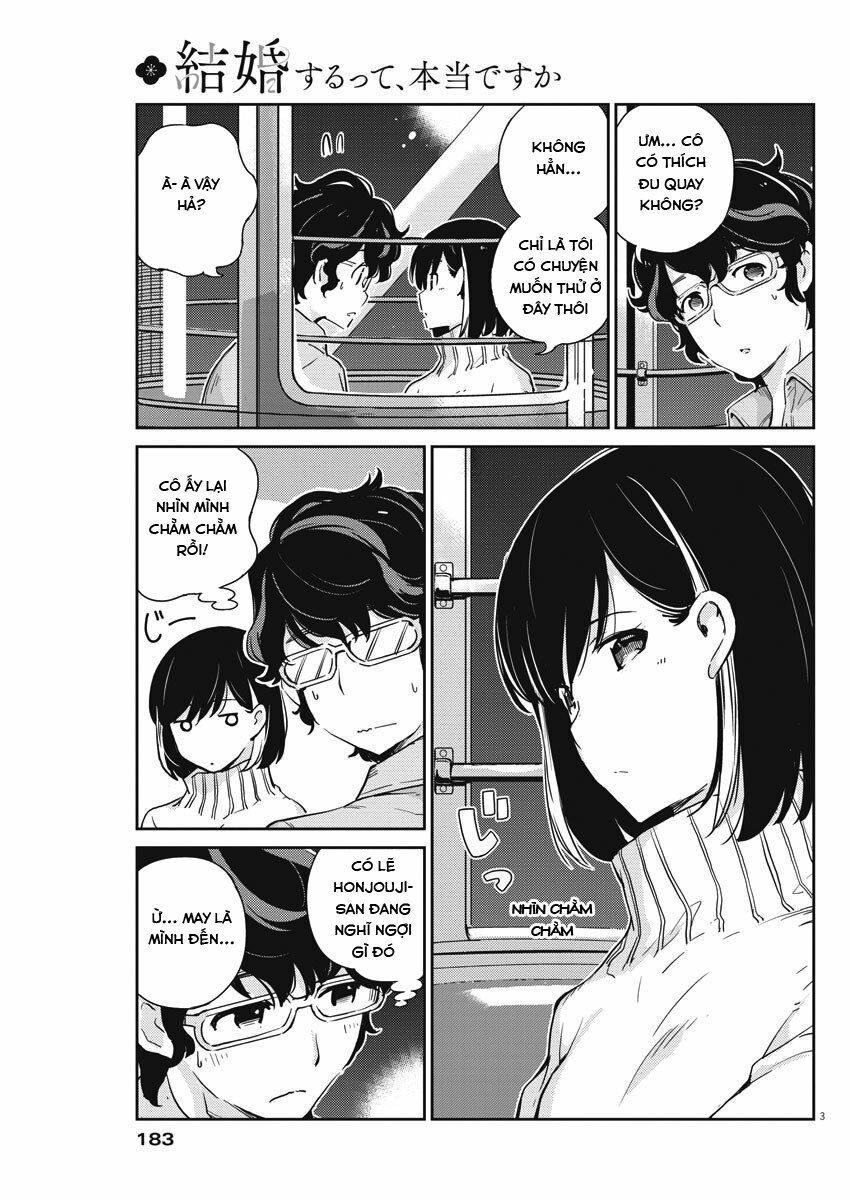 結婚するって、本当ですか
ƯM... CÔ
CÓ THÍCH
ĐU QUAY
KHÔNG?
KHÔNG
HẲN...
CHỈ LÀ TÔI
CÓ CHUYỆN
MUỐN THỬ Ở
ĐÂY THÔI
À- À VẬY
HẢ?
じっ
NHÌN CHẰM
CHẰM
CÔ ẤY LẠI
NHÌN MÌNH
CHẰM CHẰM
RỒI!
じー
CÓ LẼ
HONJOUJI-
SAN ĐANG
NGHĨ NGỢI
GÌ ĐÓ
Ừ... MAY LÀ
MÌNH ĐẾN...
3
183